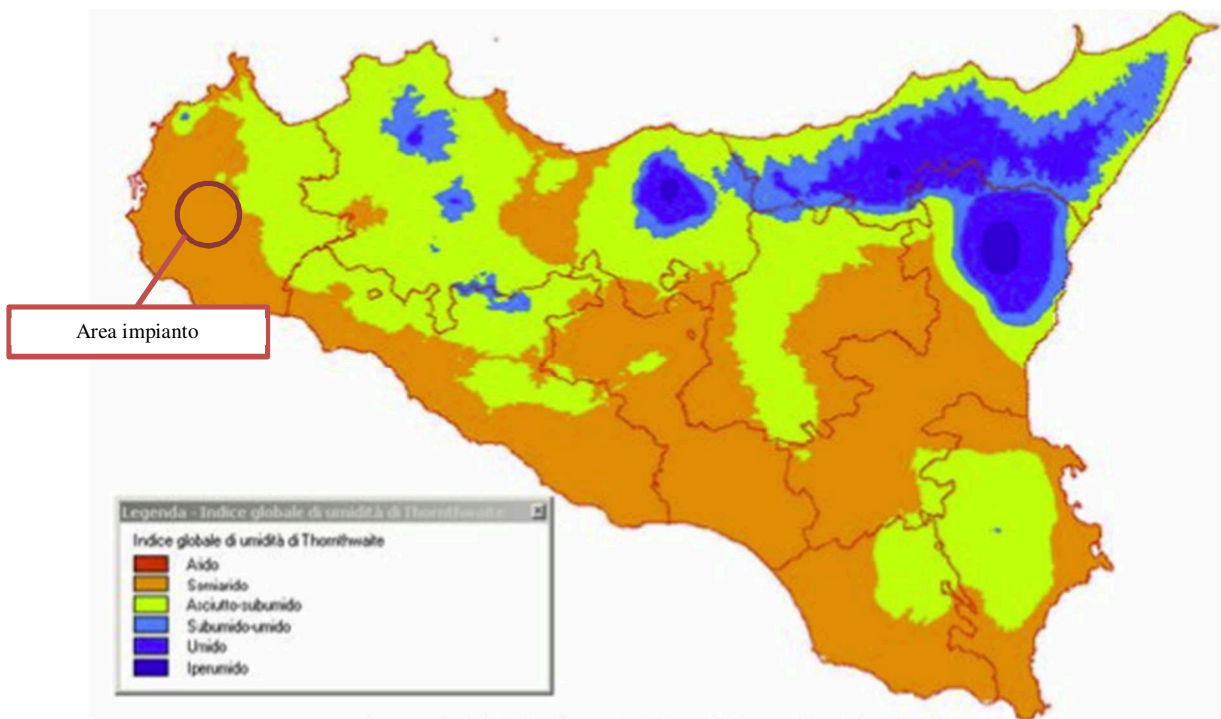 Area impianto
Legenda - Indice globale di umidità di Thornthwaite
Indice globale di umidità di Thornthwaite
Arido
Semiarido
Asciutto-subumido
Subumido-umido
Umido
Iperumido